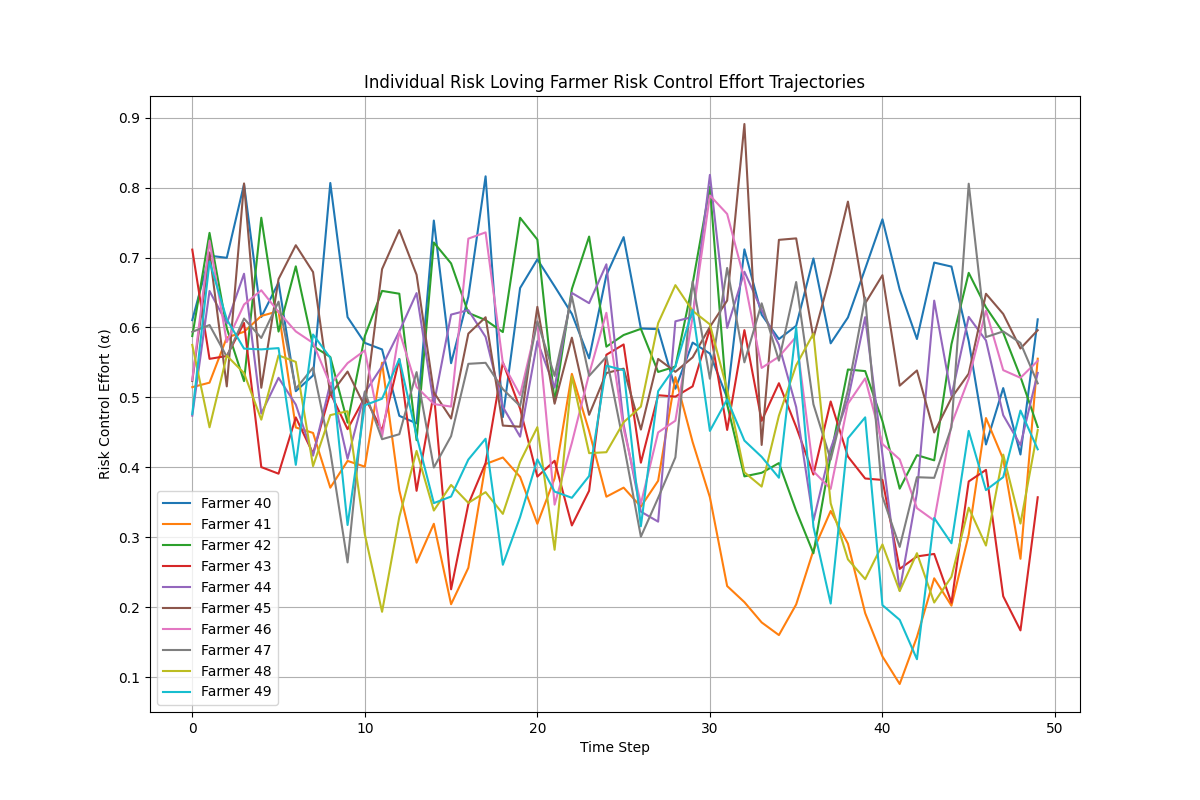 Individual Risk Loving Farmer Risk Control Effort Trajectories
Risk Control Effort (α)
0.9
0.8
0.7
0.6
0.5
0.4
0.3
0.2
0.1
Farmer 40
Farmer 41
Farmer 42
Farmer 43
Farmer 44
Farmer 45
Farmer 46
Farmer 47
Farmer 48
Farmer 49
0 10 20 30 40 50
Time Step